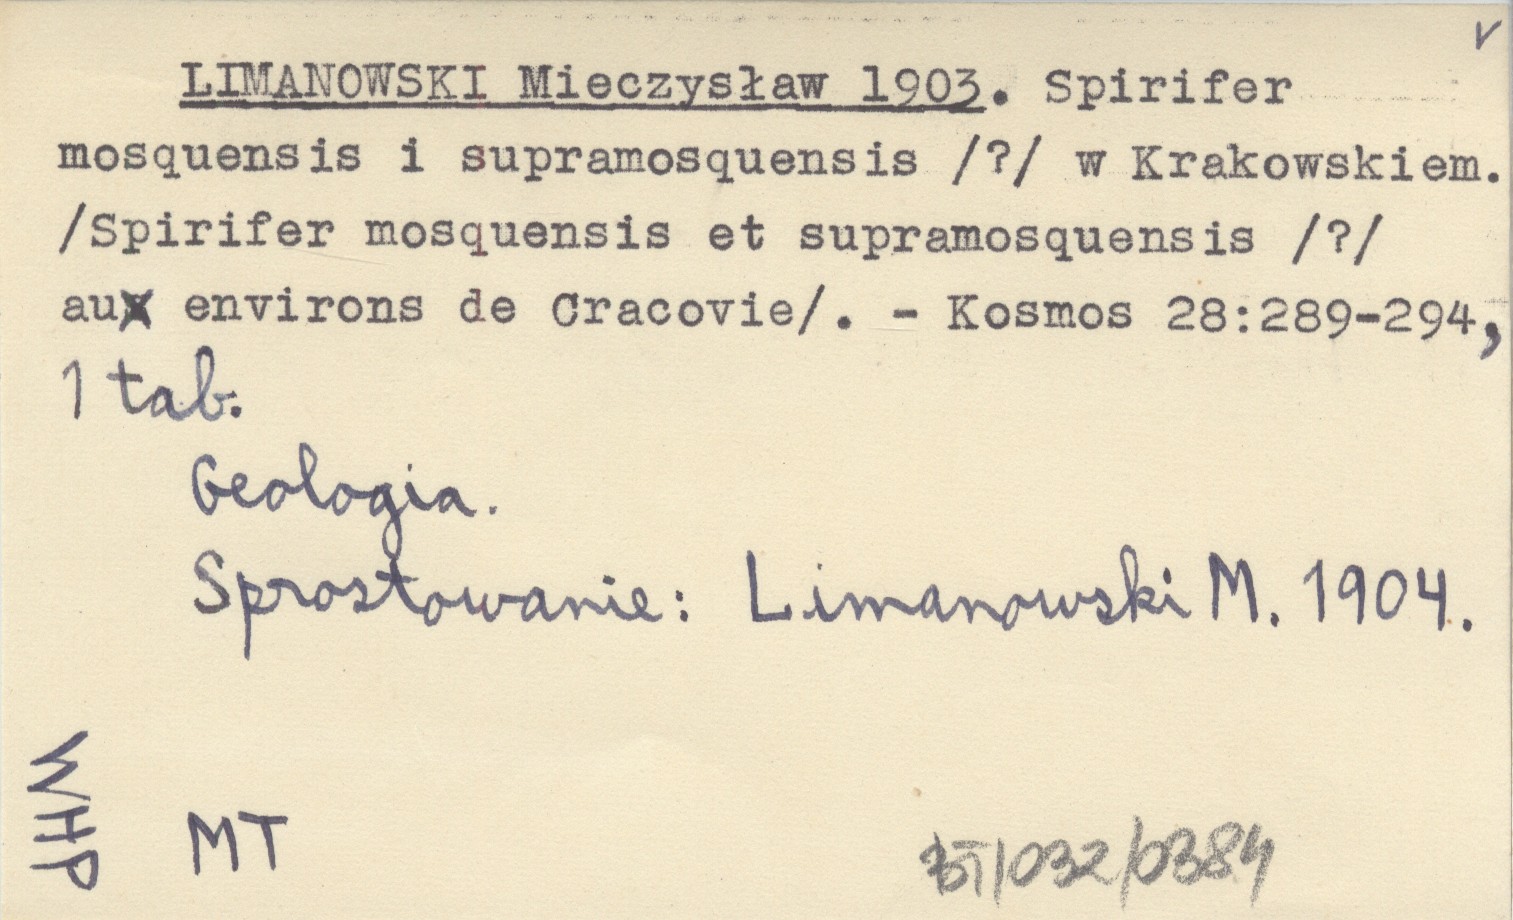 v
LIMANOWSKI Mieczysław 1903. Spirifer
mosquensis i supramosquensis /?/ w Krakowskiem.
/Spirifer mosquensis et supramosquensis /?/
aux environs de Cracovie/. - Kosmos 28:289-294,
1 tab.
Geologia.
Sprostowanie: Limanowski M. 1904.
WHP
MT
BT/032/0384